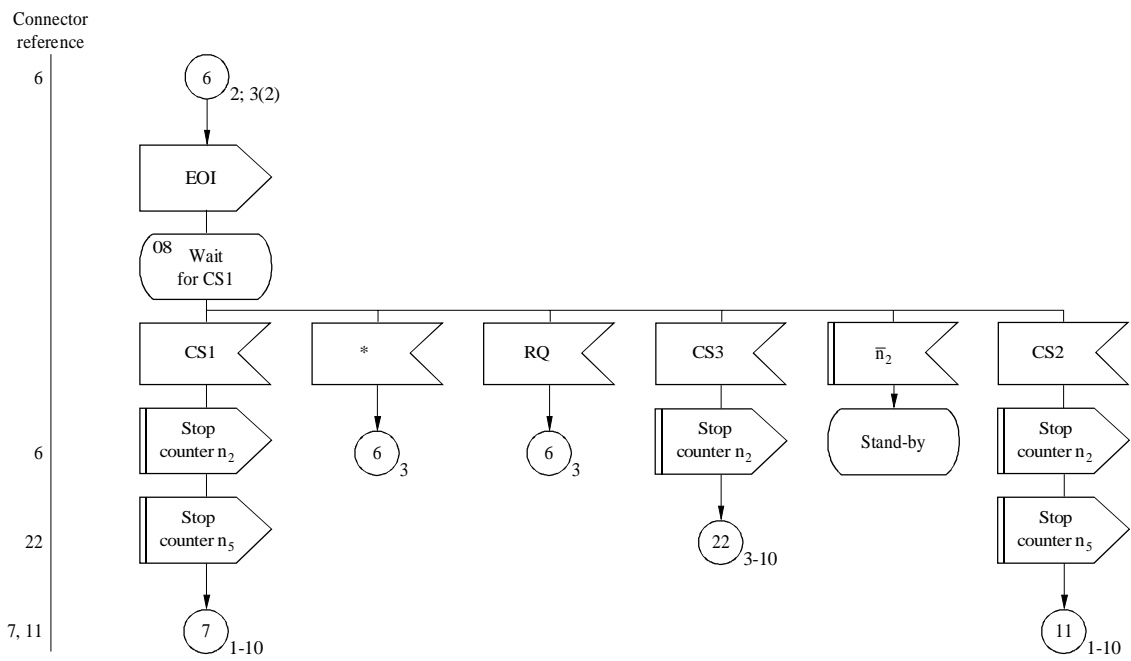 Connector
reference
6
6
2; 3(2)
EOI
08
Wait
for CS1
CS1
*
RQ
CS3
n̅2
CS2
Stop
counter n2
Stop
counter n2
Stop
counter n2
6
6
3
6
3
Stand-by
Stop
counter n5
Stop
counter n5
22
22
3-10
7, 11
7
1-10
11
1-10